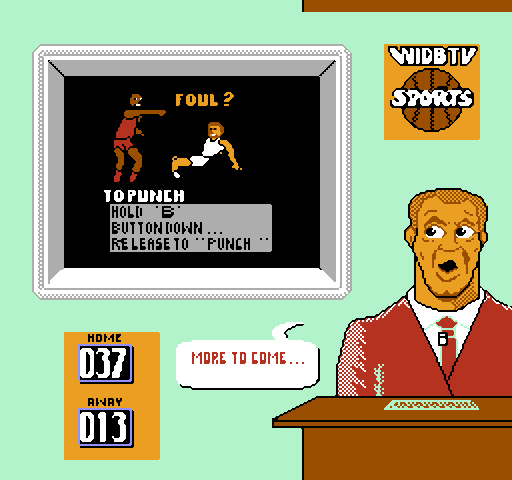 WIDBTV
SPORTS
FOUL?
TO PUNCH
HOLD "B"
BUTTON DOWN...
RELEASE TO "PUNCH"
HOME
037
AWAY
013
MORE TO COME...
B